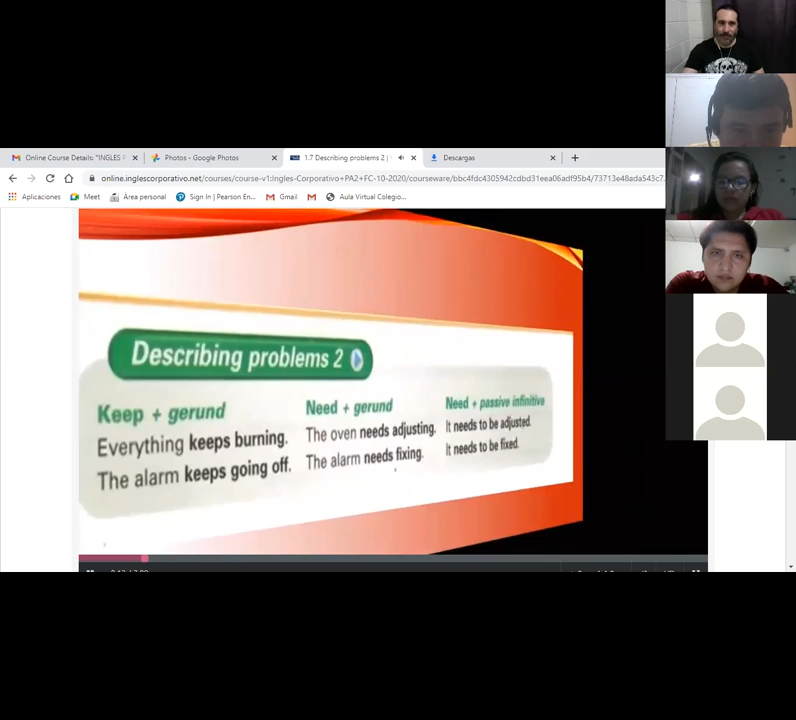 Online Course Details: "INGLES P
Photos - Google Photos
1.7 Describing problems 2 |
Descargas
online.inglescorporativo.net/courses/course-v1:Ingles-Corporativo+PA2+FC-10-2020/courseware/bbc4fdc4305942cdbd31eea06adf95b4/73713e48ada543c7
Aplicaciones
Meet
Área personal
Sign In | Pearson En...
Gmail
Aula Virtual Colegio...
Describing problems 2
Keep + gerund
Everything keeps burning.
The alarm keeps going off.
Need + gerund
The oven needs adjusting.
The alarm needs fixing.
Need + passive infinitive
It needs to be adjusted.
It needs to be fixed.